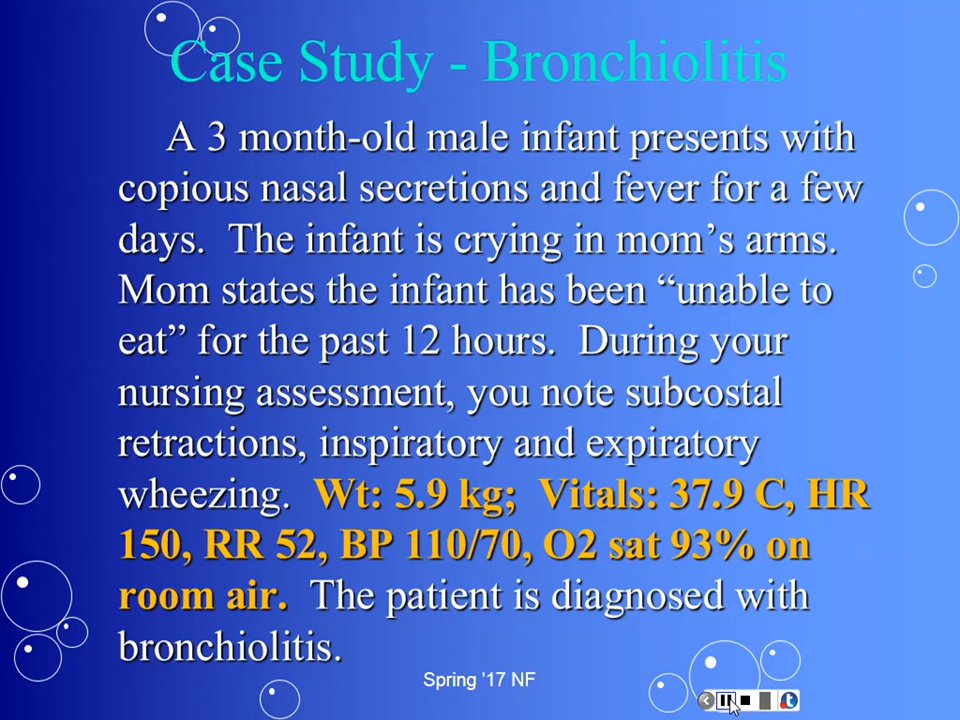 Case Study - Bronchiolitis
A 3 month-old male infant presents with
copious nasal secretions and fever for a few
days.  The infant is crying in mom’s arms.
Mom states the infant has been “unable to
eat” for the past 12 hours.  During your
nursing assessment, you note subcostal
retractions, inspiratory and expiratory
wheezing.  Wt: 5.9 kg;  Vitals: 37.9 C, HR
150, RR 52, BP 110/70, O2 sat 93% on
room air.  The patient is diagnosed with
bronchiolitis.
Spring '17 NF